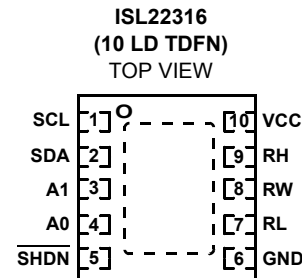 ISL22316
(10 LD TDFN)
TOP VIEW
SCL 1 O 10 VCC
SDA 2 9 RH
A1 3 8 RW
A0 4 7 RL
SHDN 5 6 GND